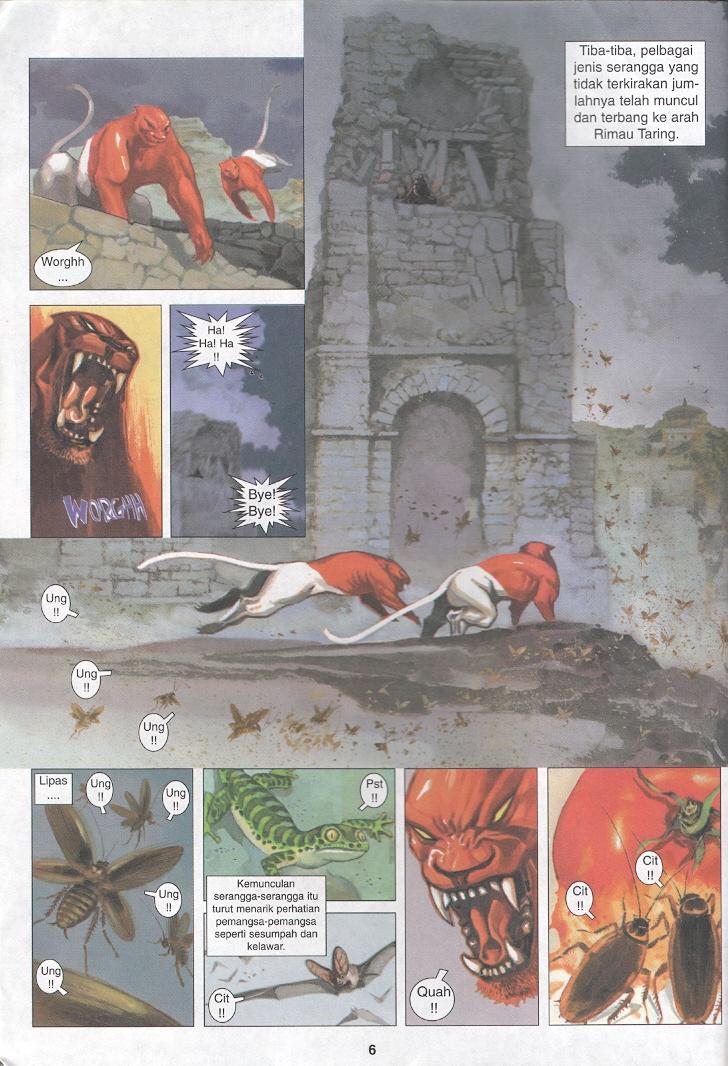 Tiba-tiba, pelbagai
jenis serangga yang
tidak terkirakan jum-
lahnya telah muncul
dan terbang ke arah
Rimau Taring.
Worghh
...
WORGHH
Ha!
Ha! Ha
!!
Bye!
Bye!
Ung
!!
Ung
!!
Ung
!!
Lipas
....
Ung
!!
Ung
!!
Ung
!!
Ung
!!
Pst
!!
Kemunculan
serangga-serangga itu
turut menarik perhatian
pemangsa-pemangsa
seperti sesumpah dan
kelawar.
Cit
!!
Quah
!!
Cit
!!
Cit
!!
6